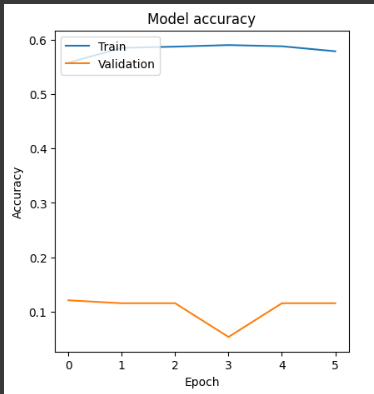 Model accuracy
0.6
0.5
0.4
0.3
0.2
0.1
Accuracy
Train
Validation
0 1 2 3 4 5
Epoch